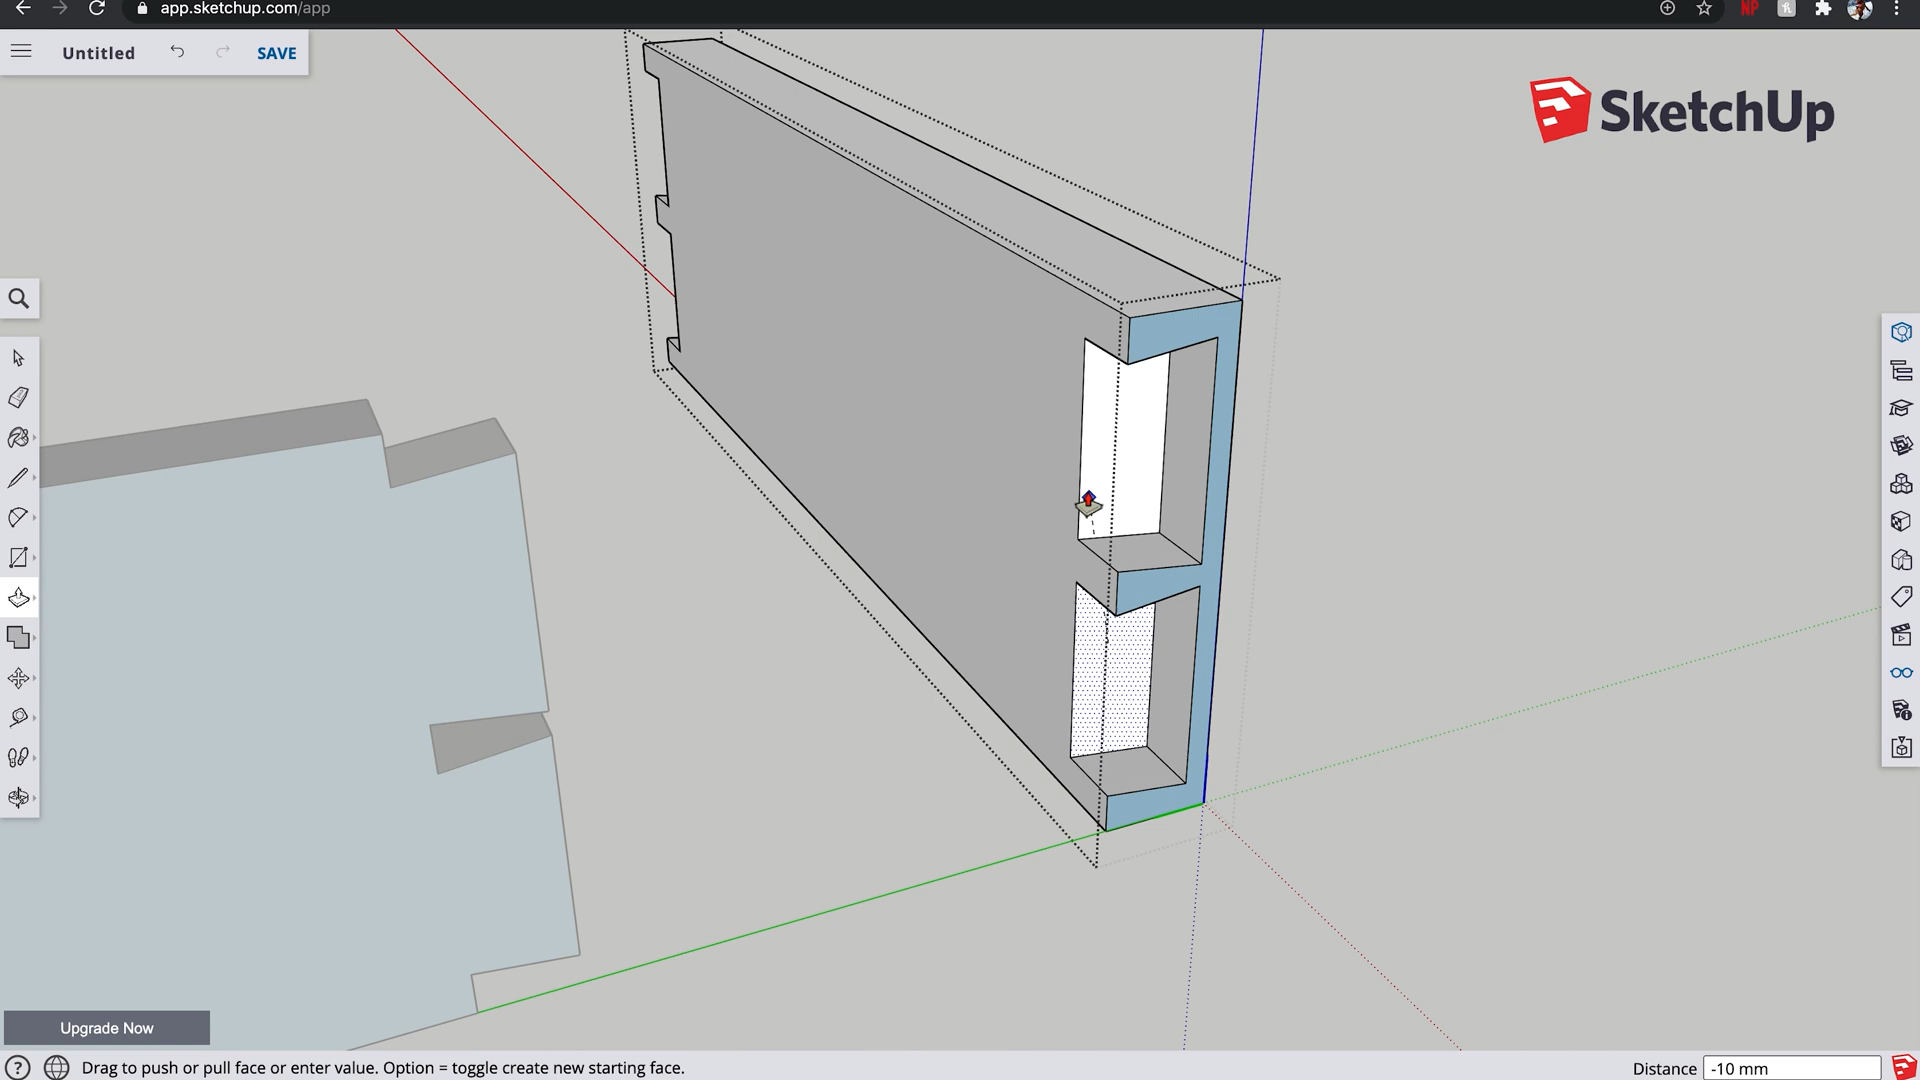 app.sketchup.com/app
NP
Untitled
SAVE
SketchUp
Upgrade Now
Drag to push or pull face or enter value. Option = toggle create new starting face.
Distance
-10 mm